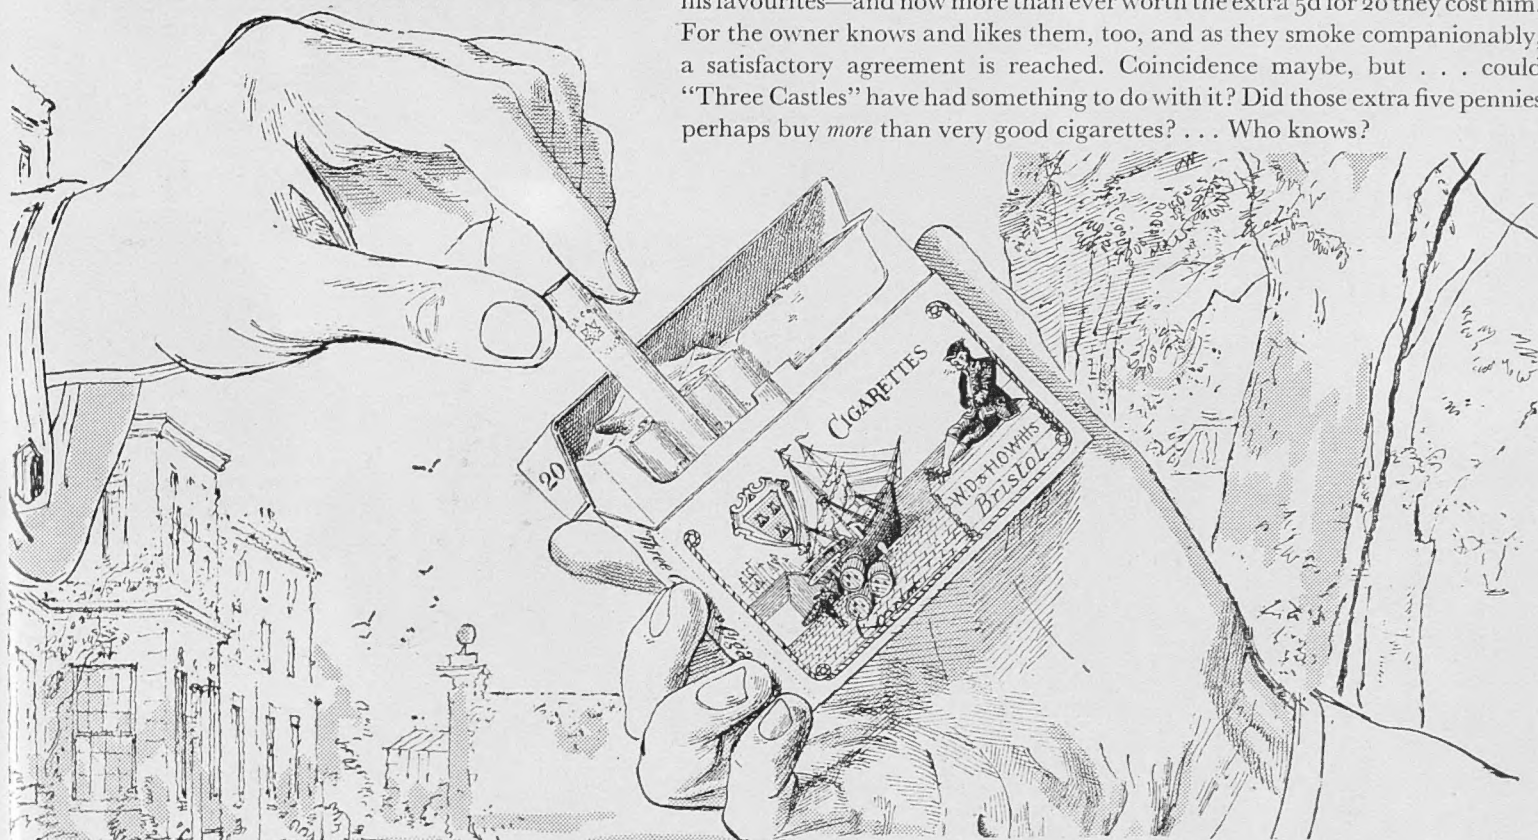 his favourites—and now more than ever worth the extra 5d for 20 they cost him.
For the owner knows and likes them, too, and as they smoke companionably,
a satisfactory agreement is reached. Coincidence maybe, but . . . could
“Three Castles” have had something to do with it? Did those extra five pennies
perhaps buy more than very good cigarettes? . . . Who knows?
CIGARETTES
20
W.D & H.O WILLS
Bristol
Three